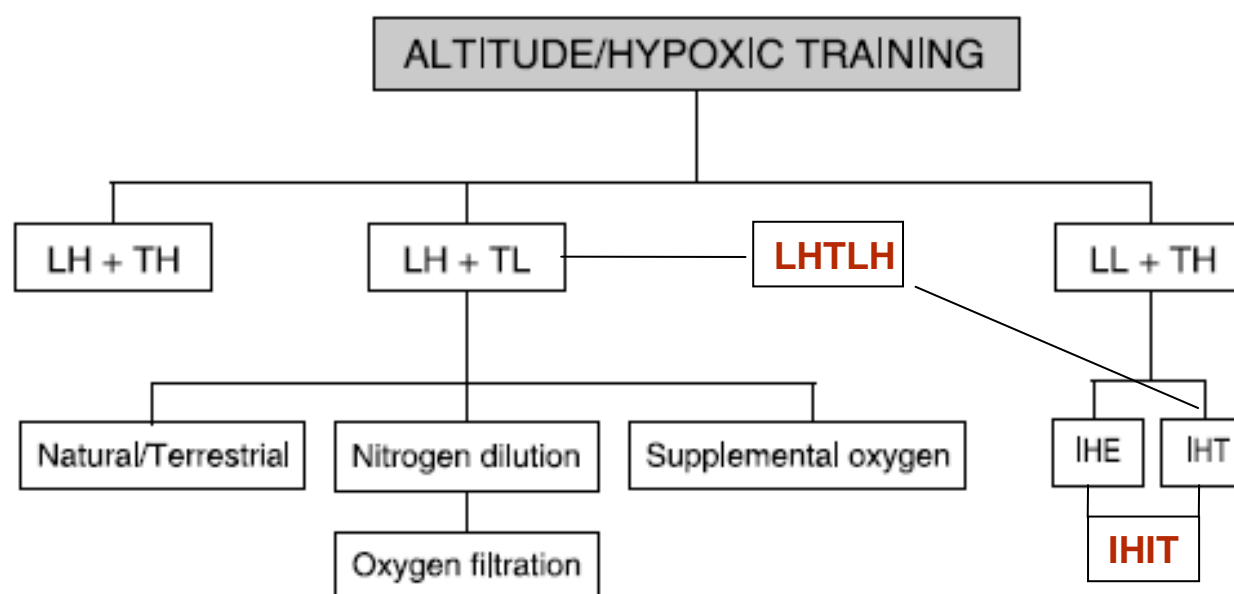 ALTITUDE/HYPOXIC TRAINING
LH + TH
LH + TL
LHTLH
LL + TH
Natural/Terrestrial
Nitrogen dilution
Supplemental oxygen
IHE
IHT
Oxygen filtration
IHIT